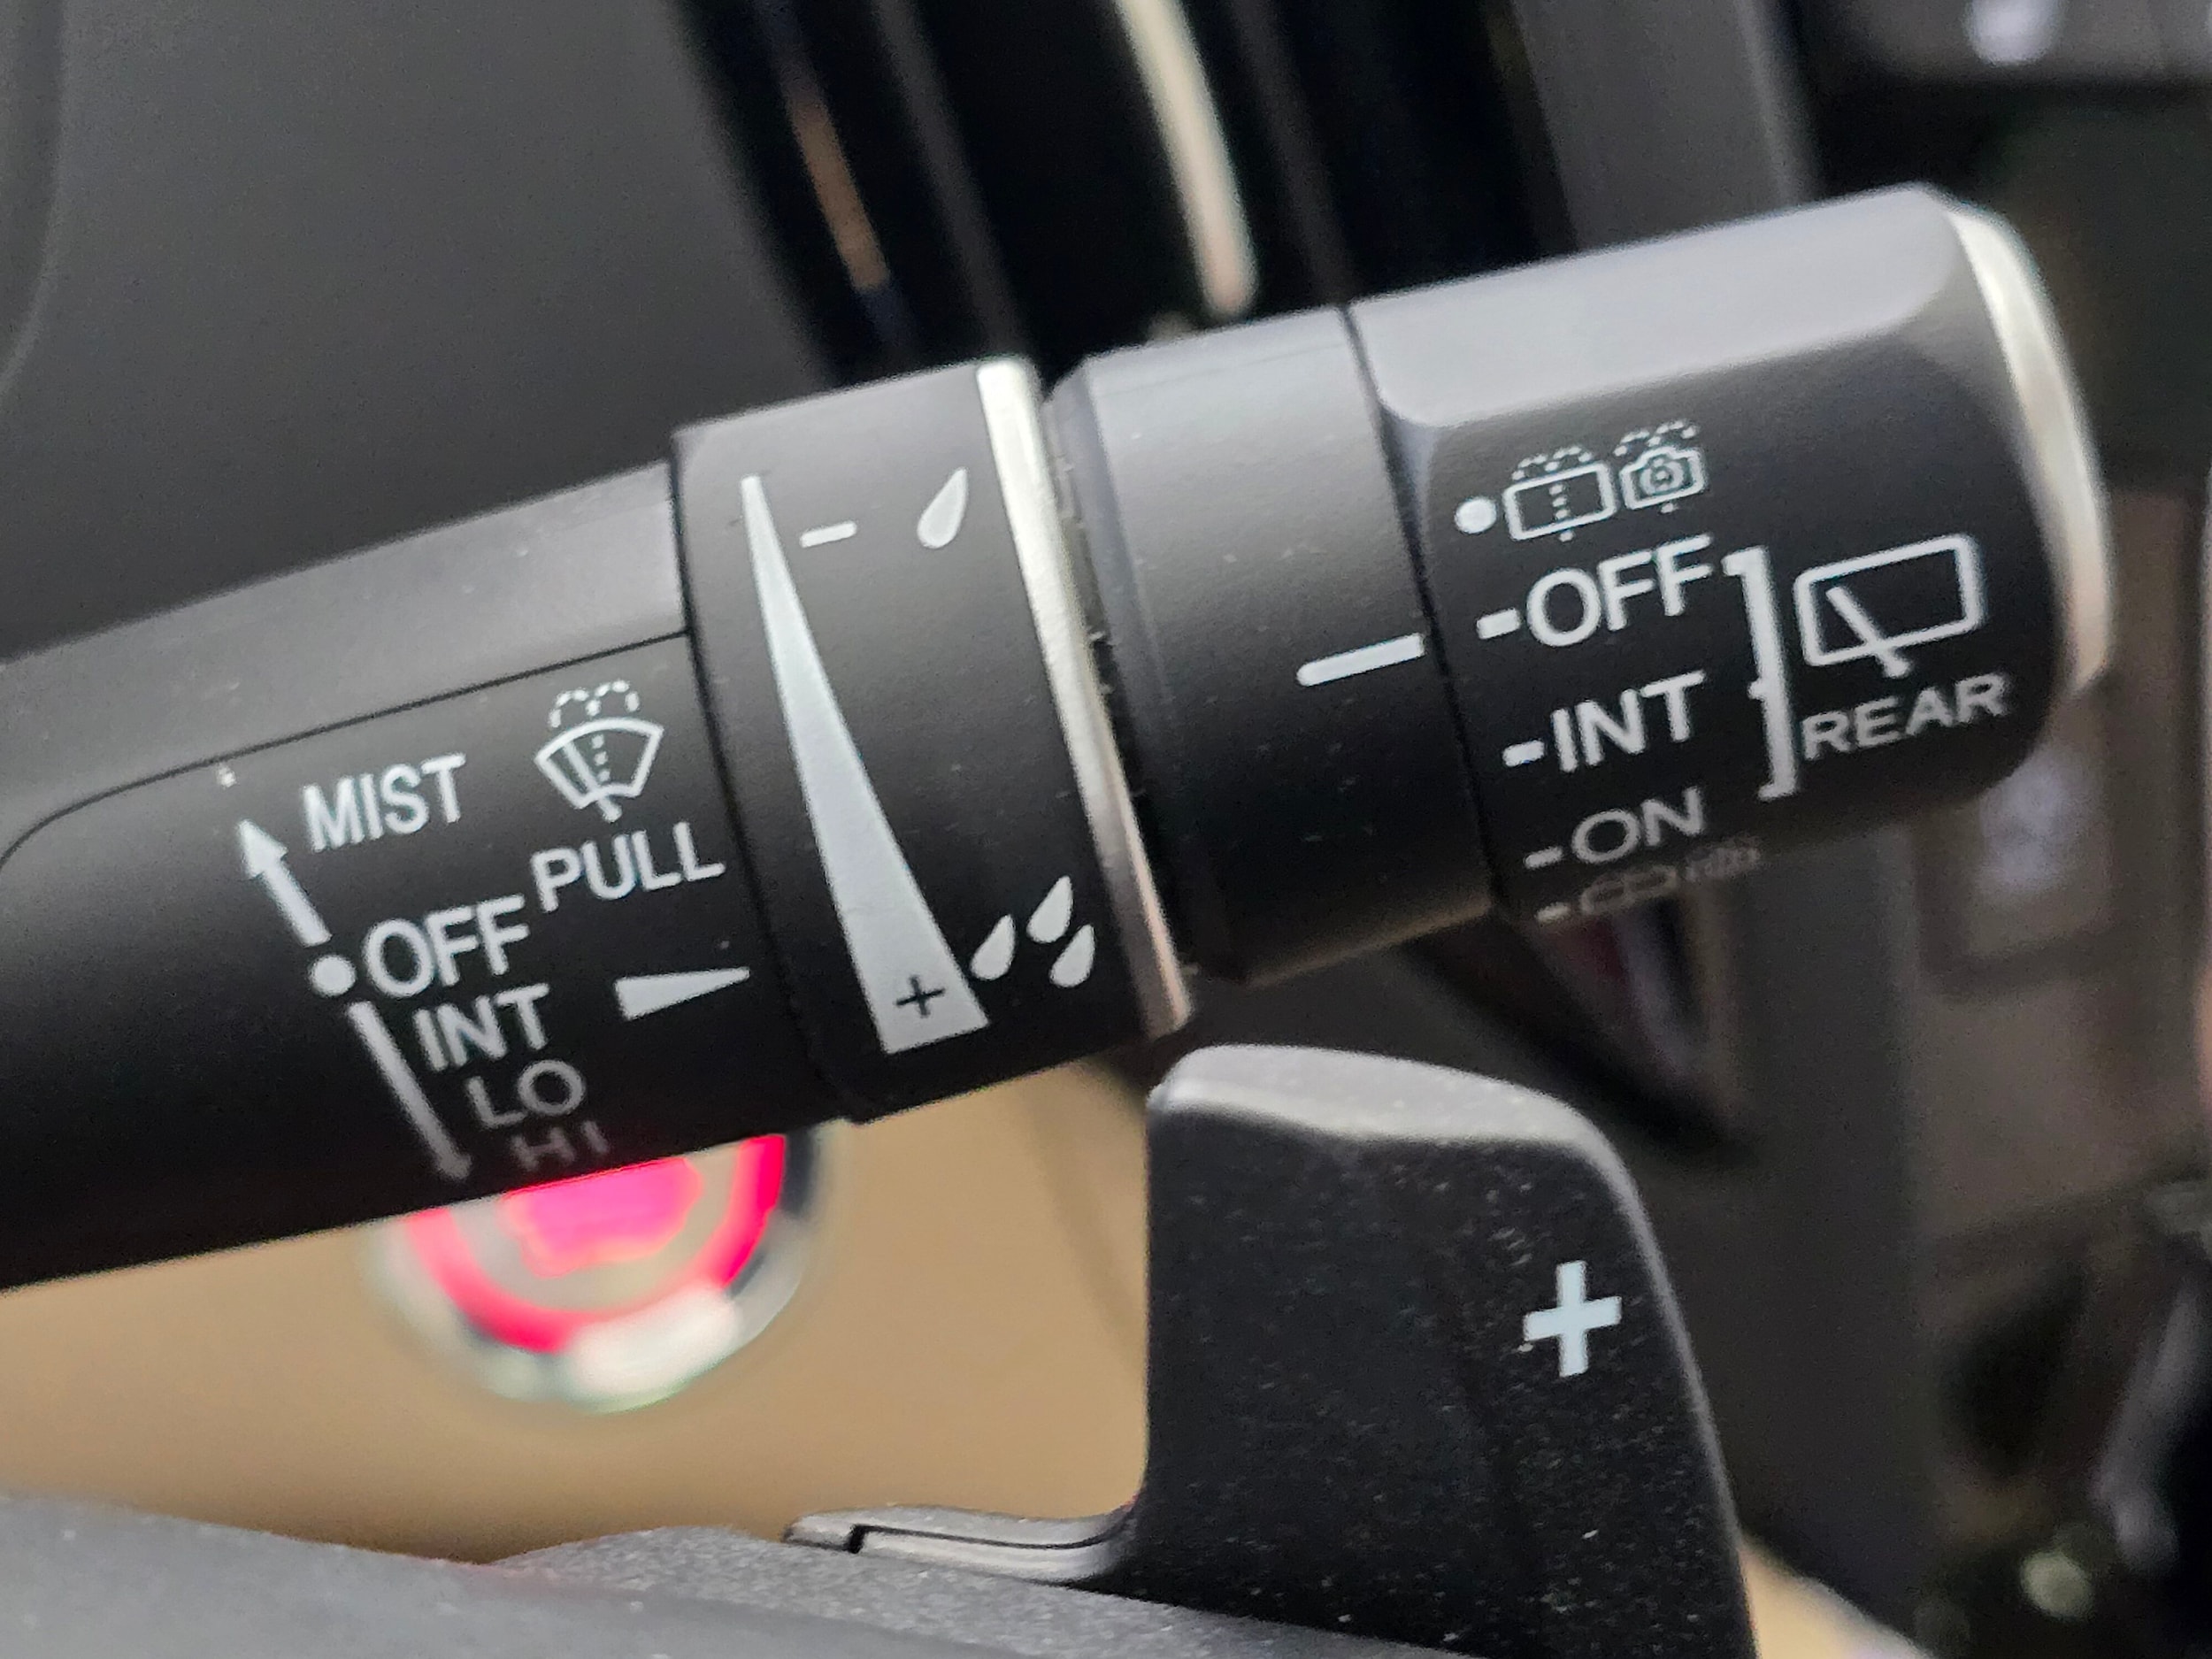 MIST
PULL
OFF
INT
LO
HI
-
+
-OFF
-INT
-ON
REAR
+